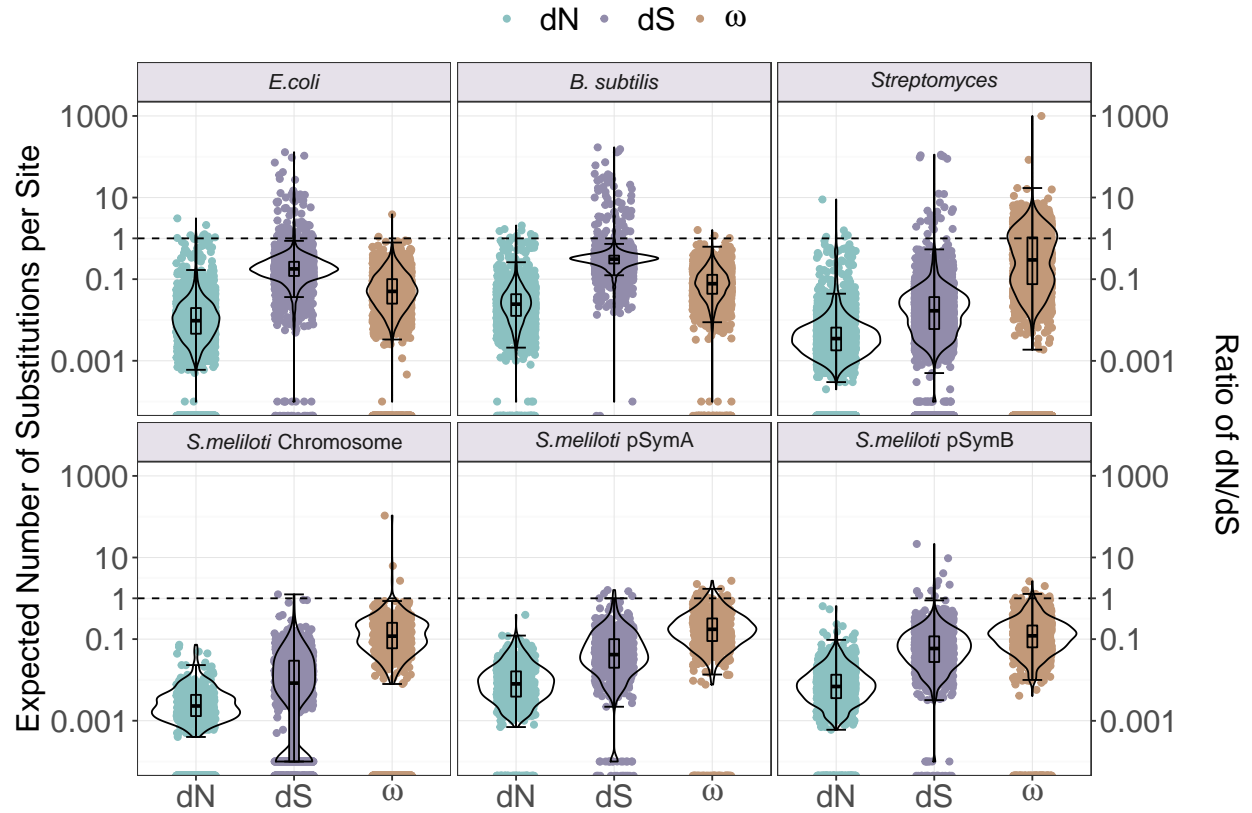 dN dS ω
E.coli B. subtilis Streptomyces
1000 1000
10 10
1 1
0.1 0.1
0.001 0.001
Expected Number of Substitutions per Site
Ratio of dN/dS
S.meliloti Chromosome S.meliloti pSymA S.meliloti pSymB
1000 1000
10 10
1 1
0.1 0.1
0.001 0.001
dN dS ω dN dS ω dN dS ω